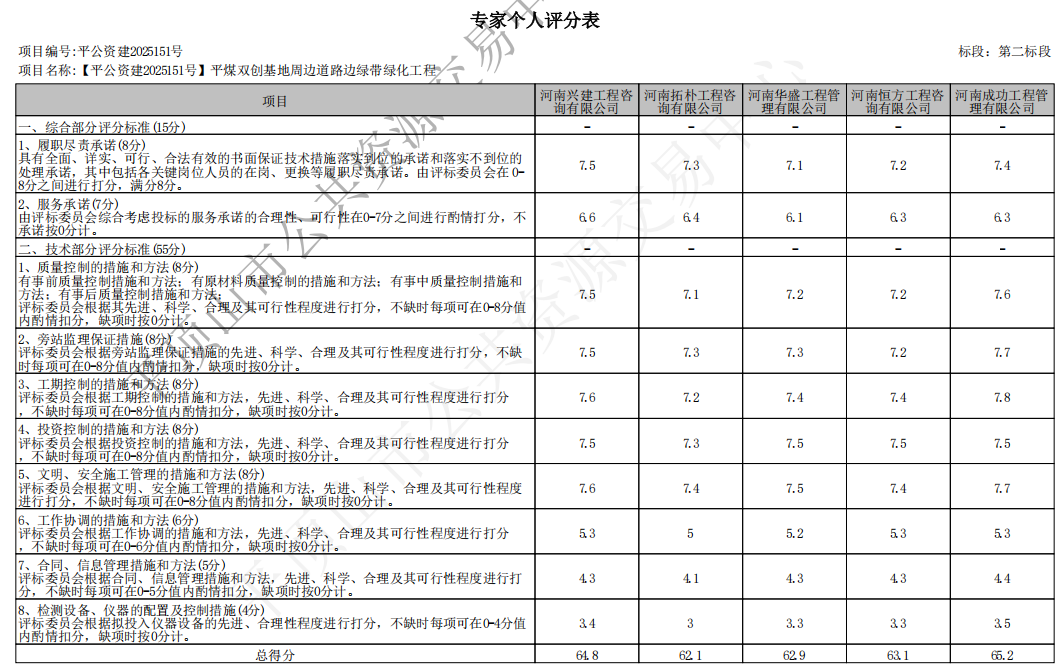 专家个人评分表
项目编号:平公资建2025151号
标段：第二标段
项目名称:【平公资建2025151号】平煤双创基地周边道路边绿带绿化工程
项目 河南兴建工程咨询有限公司 河南拓朴工程咨询有限公司 河南华盛工程管理有限公司 河南恒方工程咨询有限公司 河南成功工程管理有限公司
一、综合部分评分标准(15分) - - - - -
1、履职尽责承诺(8分)
具有全面、详实、可行、合法有效的书面保证技术措施落实到位的承诺和落实不到位的
处理承诺，其中包括各关键岗位人员的在岗、更换等履职尽责承诺。由评标委员会在0-
8分之间进行打分，满分8分。
7.5 7.3 7.1 7.2 7.4
2、服务承诺(7分)
由评标委员会综合考虑投标的服务承诺的合理性、可行性在0-7分之间进行酌情打分，不
承诺按0分计。
6.6 6.4 6.1 6.3 6.3
二、技术部分评分标准(55分) - - - - -
1、质量控制的措施和方法(8分)
有事前质量控制措施和方法；有原材料质量控制的措施和方法；有事中质量控制措施和
方法；有事后质量控制措施和方法；
评标委员会根据其先进、科学、合理及其可行性程度进行打分，不缺时每项可在0-8分值
内酌情扣分，缺项时按0分计。
7.5 7.1 7.2 7.2 7.6
2、旁站监理保证措施(8分)
评标委员会根据旁站监理保证措施的先进、科学、合理及其可行性程度进行打分，不缺
时每项可在0-8分值内酌情扣分，缺项时按0分计。
7.5 7.3 7.3 7.2 7.7
3、工期控制的措施和方法(8分)
评标委员会根据工期控制的措施和方法，先进、科学、合理及其可行性程度进行打分
，不缺时每项可在0-8分值内酌情扣分，缺项时按0分计。
7.6 7.2 7.4 7.4 7.8
4、投资控制的措施和方法(8分)
评标委员会根据投资控制的措施和方法，先进、科学、合理及其可行性程度进行打分
，不缺时每项可在0-8分值内酌情扣分，缺项时按0分计。
7.5 7.3 7.5 7.5 7.5
5、文明、安全施工管理的措施和方法(8分)
评标委员会根据文明、安全施工管理的措施和方法，先进、科学、合理及其可行性程度
进行打分，不缺时每项可在0-8分值内酌情扣分，缺项时按0分计。
7.6 7.4 7.5 7.4 7.7
6、工作协调的措施和方法(6分)
评标委员会根据工作协调的措施和方法，先进、科学、合理及其可行性程度进行打分
，不缺时每项可在0-6分值内酌情扣分，缺项时按0分计。
5.3 5 5.2 5.3 5.3
7、合同、信息管理措施和方法(5分)
评标委员会根据合同、信息管理措施和方法，先进、科学、合理及其可行性程度进行打
分，不缺时每项可在0-5分值内酌情扣分，缺项时按0分计。
4.3 4.1 4.3 4.3 4.4
8、检测设备、仪器的配置及控制措施(4分)
评标委员会根据拟投入仪器设备的先进、合理性程度进行打分，不缺时每项可在0-4分值
内酌情扣分，缺项时按0分计。
3.4 3 3.3 3.3 3.5
总得分 64.8 62.1 62.9 63.1 65.2
平顶山市公共资源交易中
平顶山市公共资源交易中心